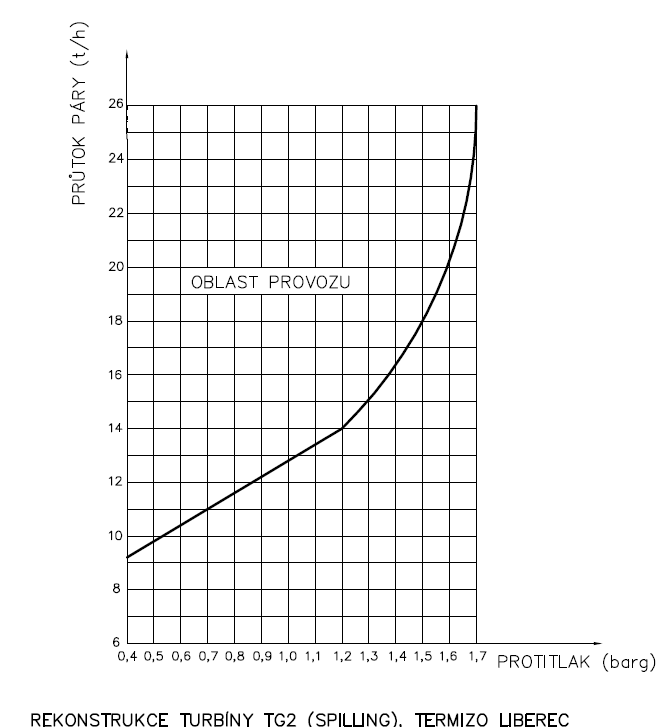 PRŮTOK PÁRY (t/h)
26
24
22
20
OBLAST PROVOZU
18
16
14
12
10
8
6
0,4 0,5 0,6 0,7 0,8 0,9 1,0 1,1 1,2 1,3 1,4 1,5 1,6 1,7
PROTITLAK (barg)
REKONSTRUKCE TURBÍNY TG2 (SPILLING), TERMIZO LIBEREC